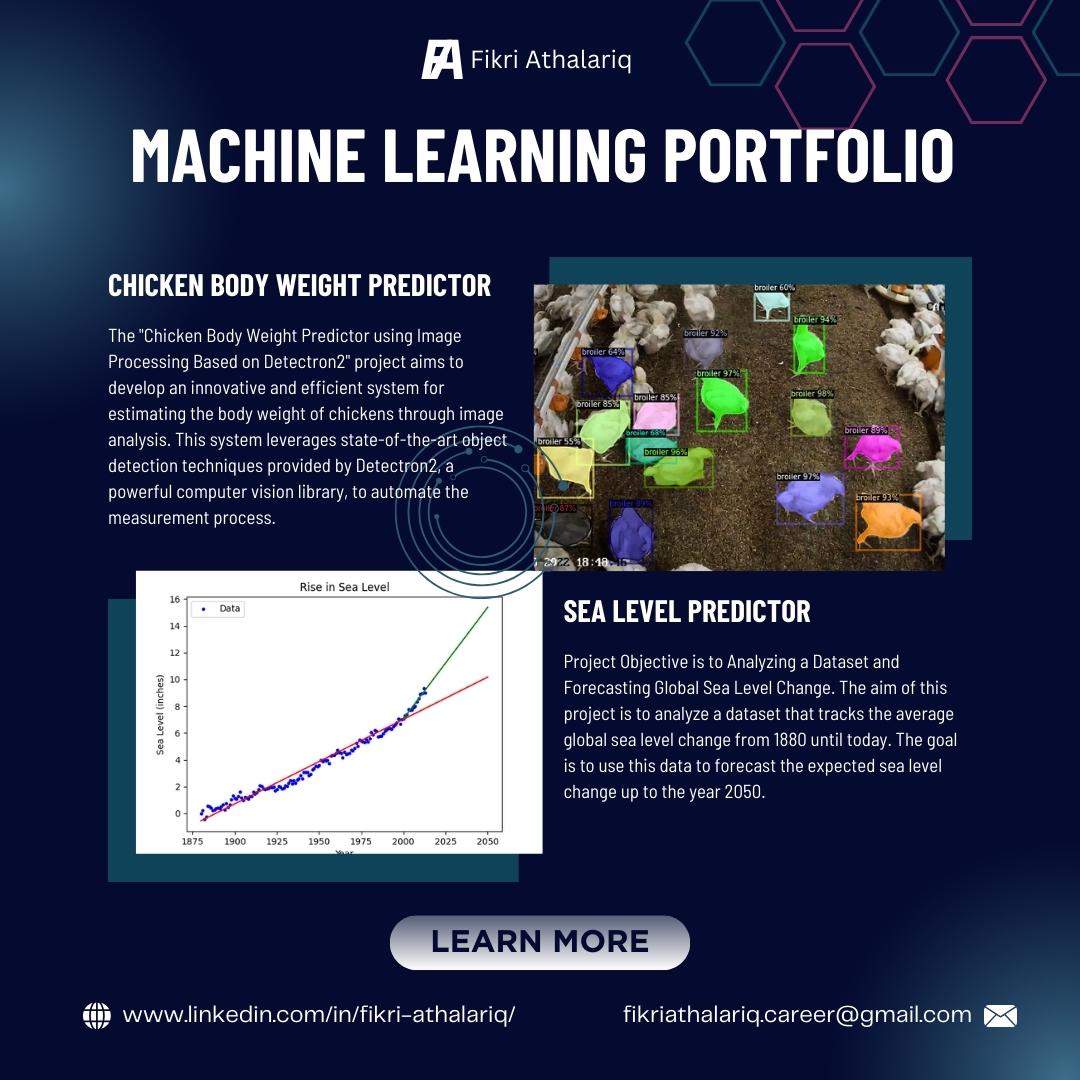 FA Fikri Athalariq
MACHINE LEARNING PORTFOLIO
CHICKEN BODY WEIGHT PREDICTOR
The "Chicken Body Weight Predictor using Image
Processing Based on Detectron2" project aims to
develop an innovative and efficient system for
estimating the body weight of chickens through image
analysis. This system leverages state-of-the-art object
detection techniques provided by Detectron2, a
powerful computer vision library, to automate the
measurement process.
broiler 60%
broiler 94%
broiler 92%
broiler 64%
broiler 97%
broiler 98%
broiler 85%
broiler 85%
broiler 68%
broiler 89%
broiler 55%
broiler 96%
broiler 97%
broiler 93%
broiler 87%
2022 18:48
Rise in Sea Level
Data
Sea Level (inches)
16
14
12
10
8
6
4
2
0
1875 1900 1925 1950 1975 2000 2025 2050
Year
SEA LEVEL PREDICTOR
Project Objective is to Analyzing a Dataset and
Forecasting Global Sea Level Change. The aim of this
project is to analyze a dataset that tracks the average
global sea level change from 1880 until today. The goal
is to use this data to forecast the expected sea level
change up to the year 2050.
LEARN MORE
www.linkedin.com/in/fikri-athalariq/
fikriathalariq.career@gmail.com